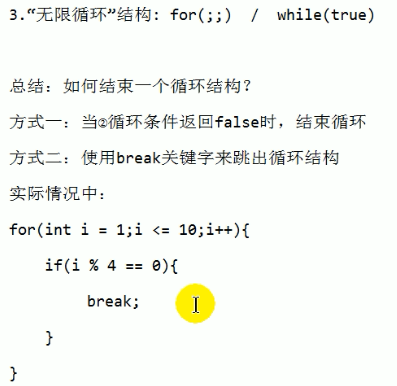 3.“无限循环”结构: for(;;)  /  while(true)
总结: 如何结束一个循环结构?
方式一: 当②循环条件返回false时, 结束循环
方式二: 使用break关键字来跳出循环结构
实际情况中:
for(int i = 1;i <= 10;i++){
    if(i % 4 == 0){
        break;
    }
}